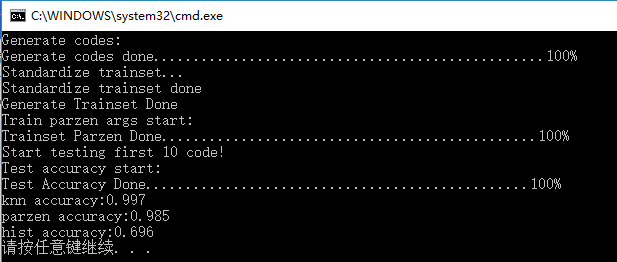 C:\WINDOWS\system32\cmd.exe
Generate codes:
Generate codes done.................................................100%
Standardize trainset...
Standardize trainset done
Generate Trainset Done
Train parzen args start:
Trainset Parzen Done...............................................100%
Start testing first 10 code!
Test accuracy start:
Test Accuracy Done................................................100%
knn accuracy:0.997
parzen accuracy:0.985
hist accuracy:0.696
请按任意键继续. . .